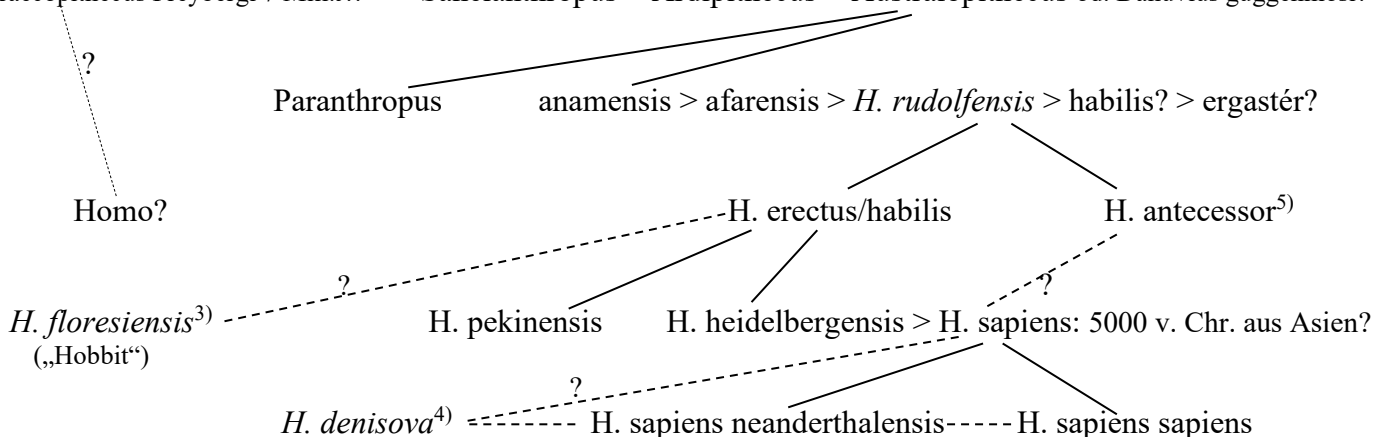 ?
Paranthropus anamensis > afarensis > H. rudolfensis > habilis? > ergastér?
Homo? H. erectus/habilis H. antecessor5)
?
?
H. floresiensis3) H. pekinensis H. heidelbergensis > H. sapiens: 5000 v. Chr. aus Asien?
(„Hobbit“)
?
H. denisova4) H. sapiens neanderthalensis H. sapiens sapiens